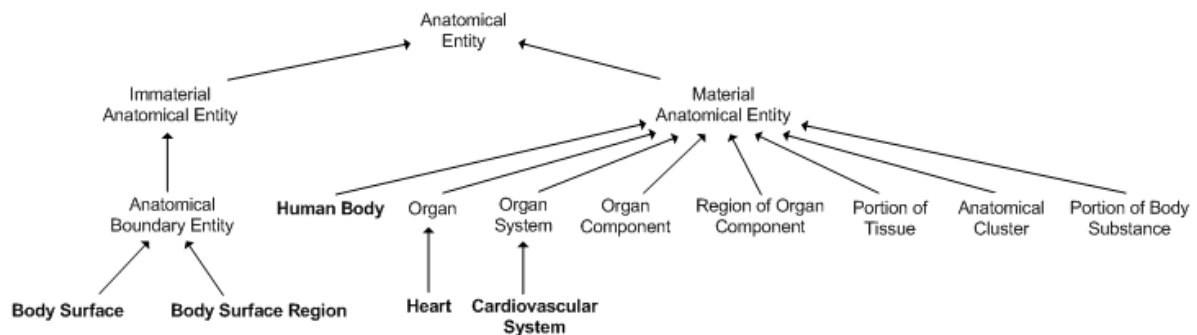 Anatomical
Entity
Immaterial
Anatomical Entity
Material
Anatomical Entity
Anatomical
Boundary Entity
Human Body
Organ
Organ
System
Organ
Component
Region of Organ
Component
Portion of
Tissue
Anatomical
Cluster
Portion of Body
Substance
Body Surface
Body Surface Region
Heart
Cardiovascular
System